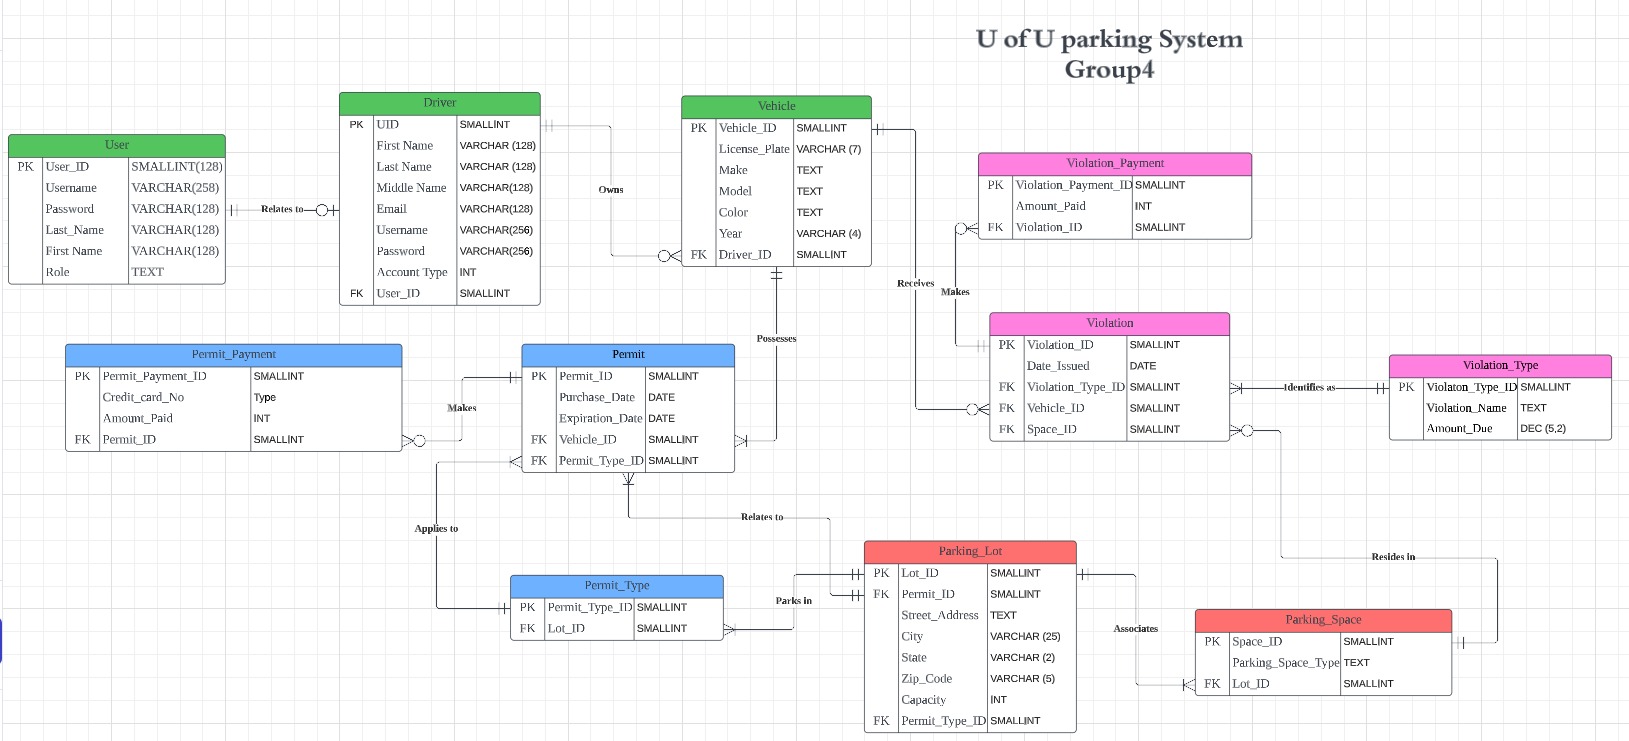 U of U parking System
Group4
User
PK User_ID SMALLINT(128)
Username VARCHAR(258)
Password VARCHAR(128)
Last_Name VARCHAR(128)
First Name VARCHAR(128)
Role TEXT
Relates to
Driver
PK UID SMALLINT
First Name VARCHAR (128)
Last Name VARCHAR (128)
Middle Name VARCHAR(128)
Email VARCHAR(128)
Username VARCHAR(256)
Password VARCHAR(256)
Account Type INT
FK User_ID SMALLINT
Owns
Vehicle
PK Vehicle_ID SMALLINT
License_Plate VARCHAR (7)
Make TEXT
Model TEXT
Color TEXT
Year VARCHAR (4)
FK Driver_ID SMALLINT
Receives
Possesses
Violation_Payment
PK Violation_Payment_ID SMALLINT
Amount_Paid INT
FK Violation_ID SMALLINT
Makes
Violation
PK Violation_ID SMALLINT
Date_Issued DATE
FK Violation_Type_ID SMALLINT
FK Vehicle_ID SMALLINT
FK Space_ID SMALLINT
Identifies as
Violation_Type
PK Violaton_Type_ID SMALLINT
Violation_Name TEXT
Amount_Due DEC (5,2)
Permit_Payment
PK Permit_Payment_ID SMALLINT
Credit_card_No Type
Amount_Paid INT
FK Permit_ID SMALLINT
Makes
Permit
PK Permit_ID SMALLINT
Purchase_Date DATE
Expiration_Date DATE
FK Vehicle_ID SMALLINT
FK Permit_Type_ID SMALLINT
Applies to
Relates to
Permit_Type
PK Permit_Type_ID SMALLINT
FK Lot_ID SMALLINT
Parks in
Parking_Lot
PK Lot_ID SMALLINT
FK Permit_ID SMALLINT
Street_Address TEXT
City VARCHAR (25)
State VARCHAR (2)
Zip_Code VARCHAR (5)
Capacity INT
FK Permit_Type_ID SMALLINT
Associates
Resides in
Parking_Space
PK Space_ID SMALLINT
Parking_Space_Type TEXT
FK Lot_ID SMALLINT